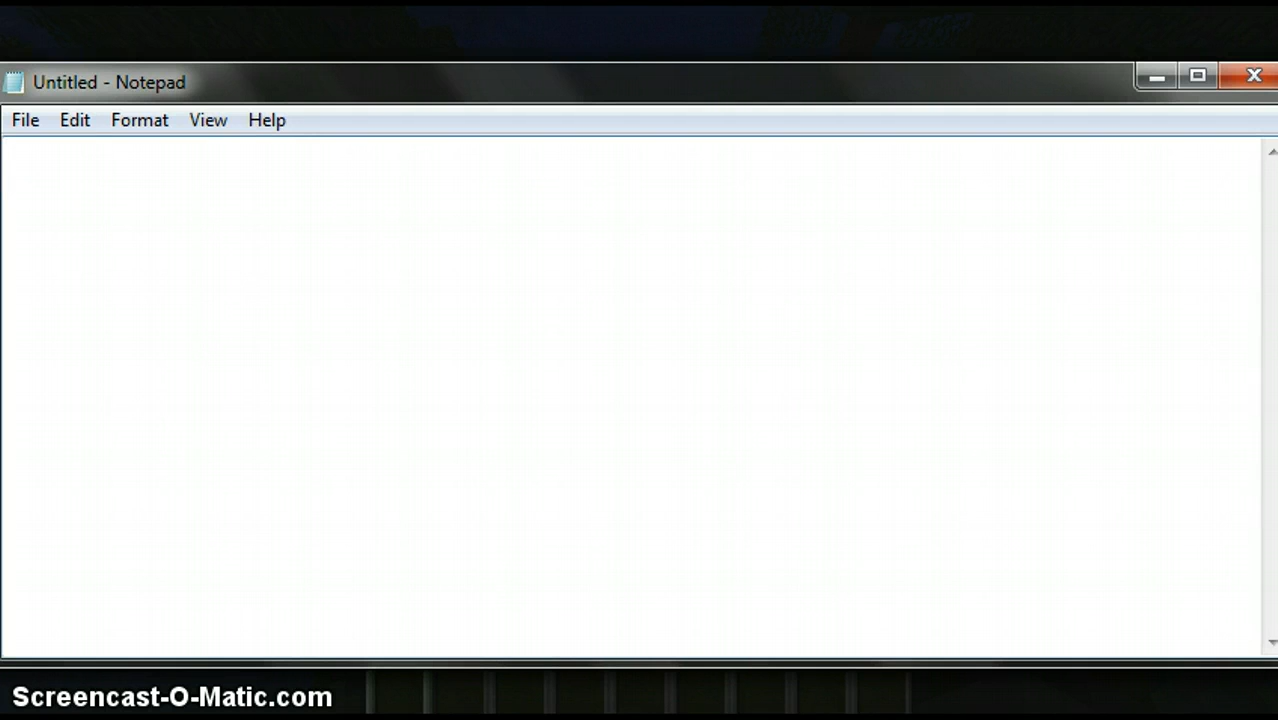 Untitled - Notepad
File Edit Format View Help
Screencast-O-Matic.com